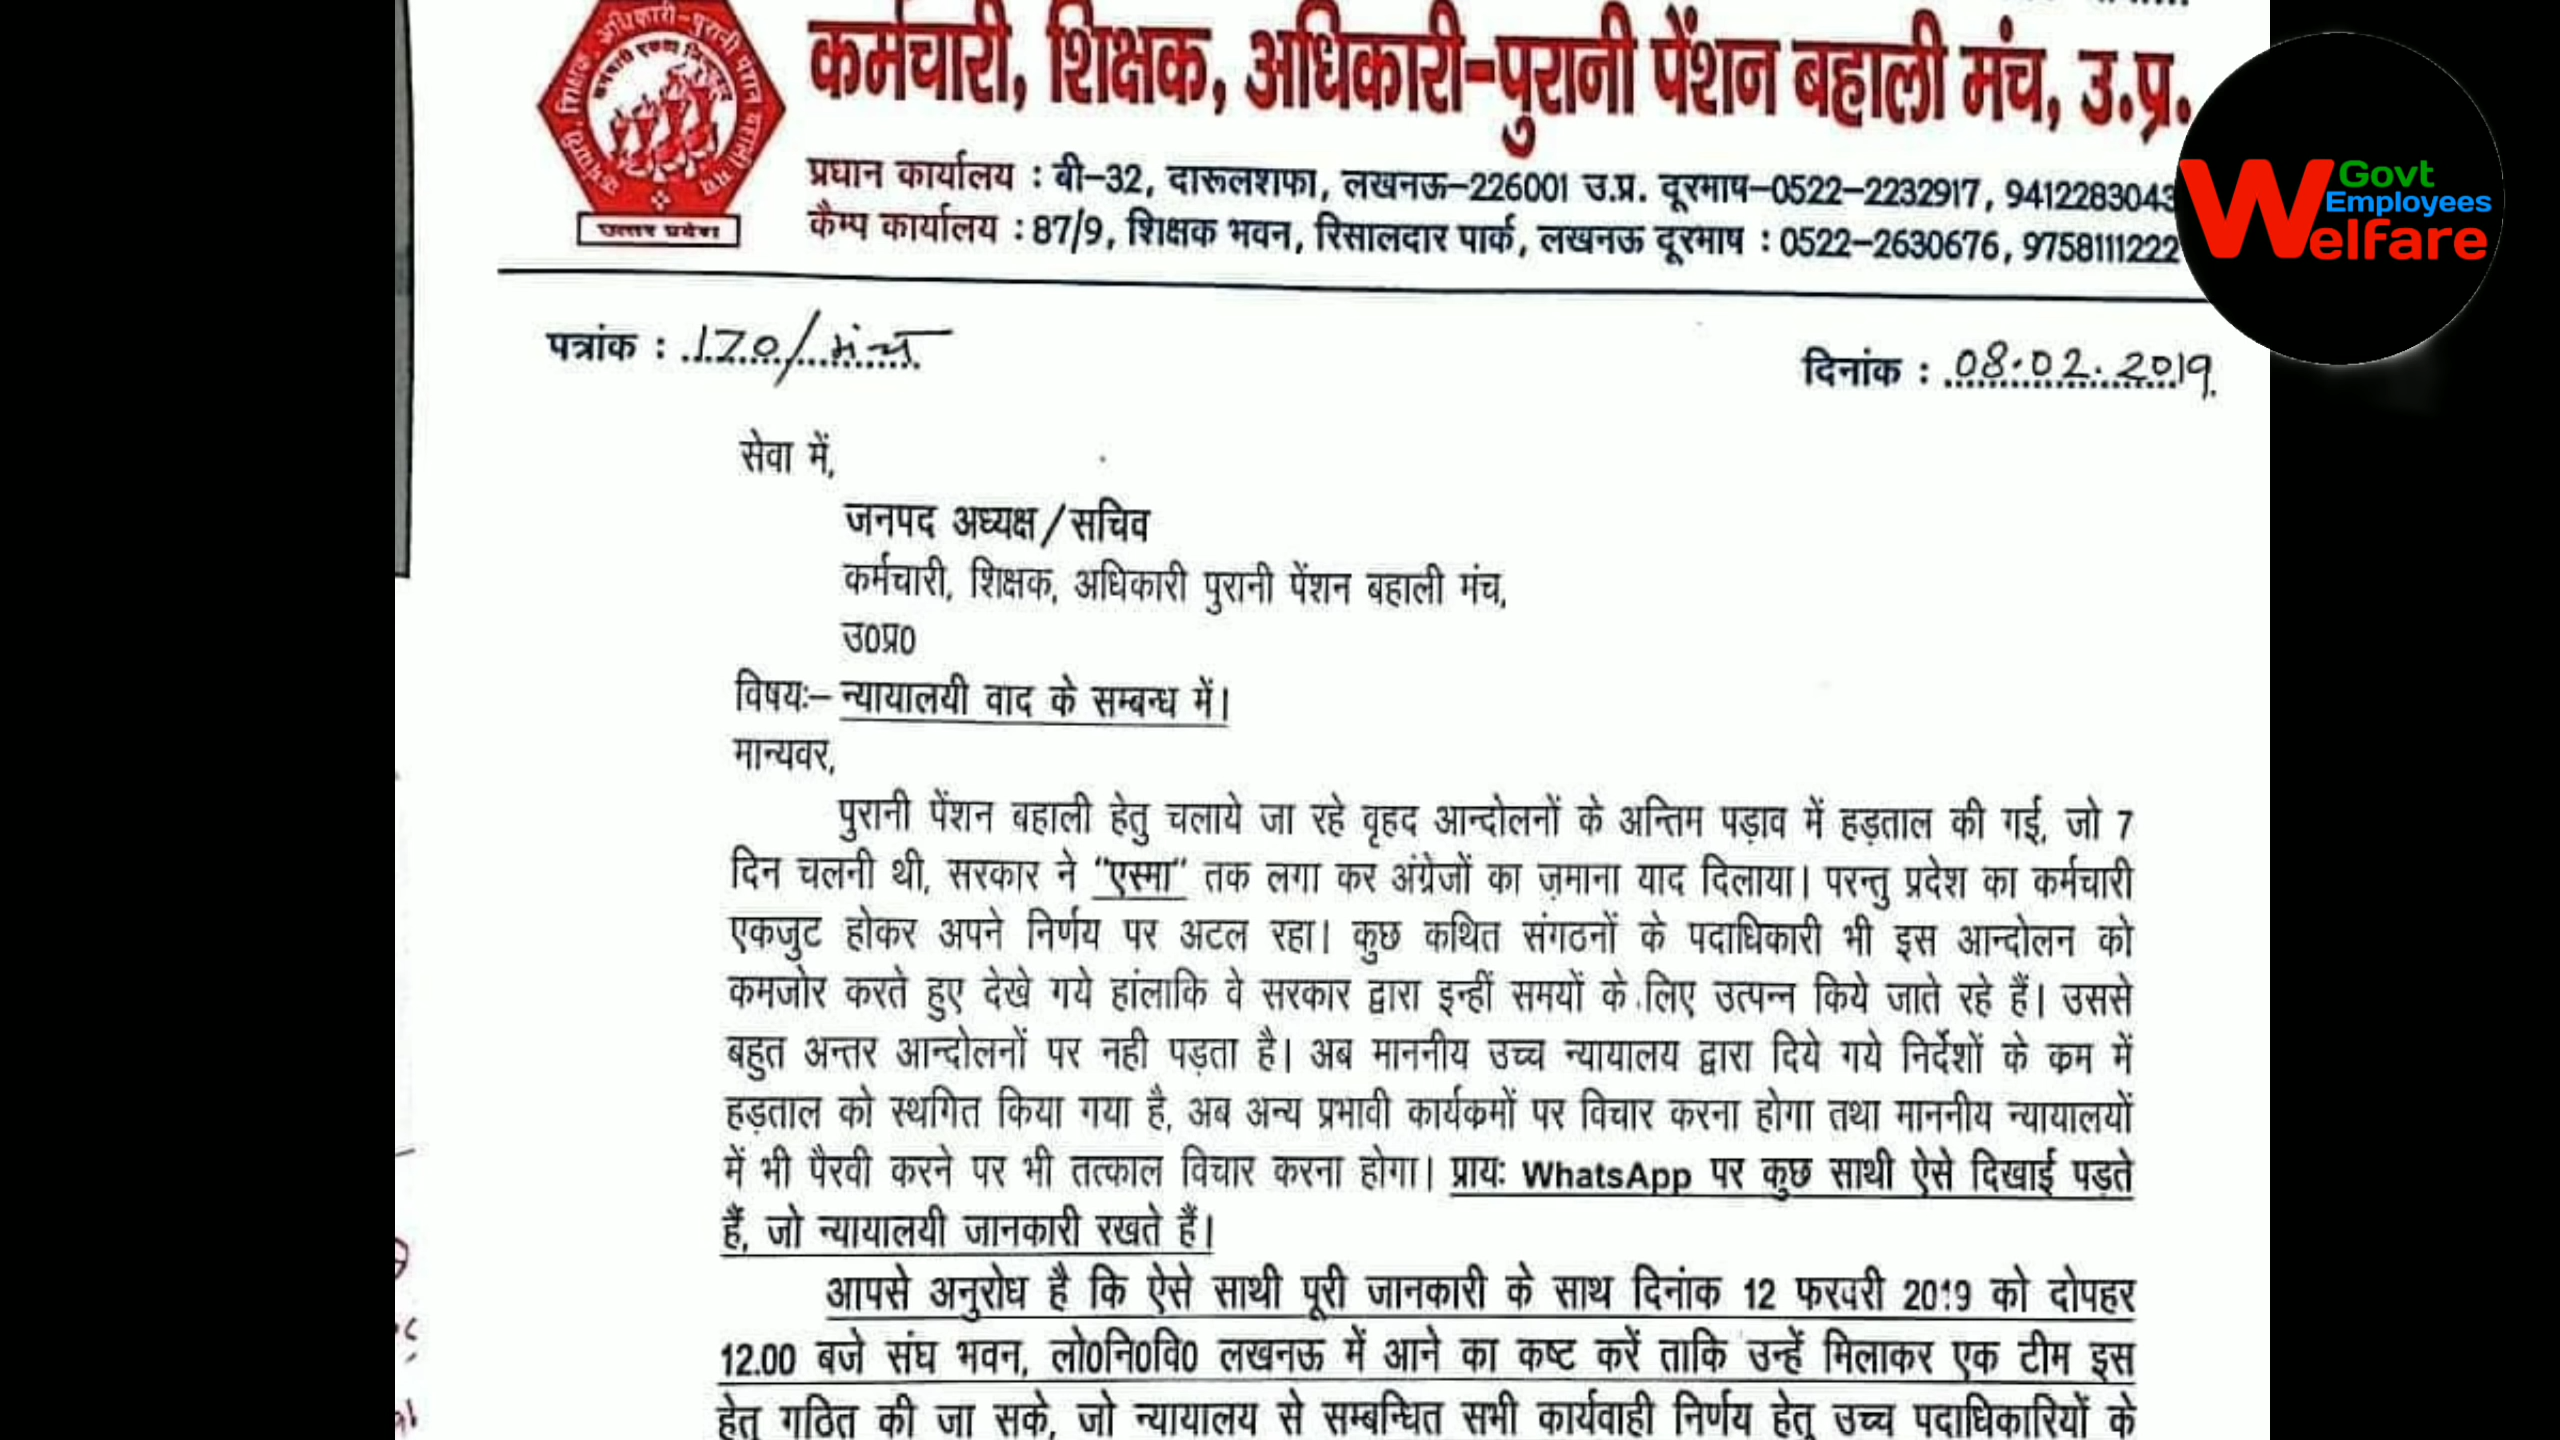 कर्मचारी, शिक्षक, अधिकारी-पुरानी पेंशन बहाली मंच, उ.प्र.
प्रधान कार्यालय : बी-32, दारूलशफा, लखनऊ-226001 उ.प्र. दूरभाष-0522-2232917, 9412283043
कैम्प कार्यालय : 87/9, शिक्षक भवन, रिसालदार पार्क, लखनऊ दूरभाष : 0522-2630676, 9758111222
उत्तर प्रदेश
Govt
Employees
Welfare
पत्रांक : 170/मंच
दिनांक : 08.02.2019
सेवा में,
जनपद अध्यक्ष/सचिव
कर्मचारी, शिक्षक, अधिकारी पुरानी पेंशन बहाली मंच,
उ0प्र0
विषयः- न्यायालयी वाद के सम्बन्ध में।
मान्यवर,
पुरानी पेंशन बहाली हेतु चलाये जा रहे वृहद आन्दोलनों के अन्तिम पड़ाव में हड़ताल की गई, जो 7
दिन चलनी थी, सरकार ने "एस्मा" तक लगा कर अंग्रेजों का ज़माना याद दिलाया। परन्तु प्रदेश का कर्मचारी
एकजुट होकर अपने निर्णय पर अटल रहा। कुछ कथित संगठनों के पदाधिकारी भी इस आन्दोलन को
कमजोर करते हुए देखे गये हांलाकि वे सरकार द्वारा इन्हीं समयों के लिए उत्पन्न किये जाते रहे हैं। उससे
बहुत अन्तर आन्दोलनों पर नही पड़ता है। अब माननीय उच्च न्यायालय द्वारा दिये गये निर्देशों के कम में
हड़ताल को स्थगित किया गया है, अब अन्य प्रभावी कार्यकमों पर विचार करना होगा तथा माननीय न्यायालयों
में भी पैरवी करने पर भी तत्काल विचार करना होगा। प्रायः WhatsApp पर कुछ साथी ऐसे दिखाई पड़ते
हैं, जो न्यायालयी जानकारी रखते हैं।
आपसे अनुरोध है कि ऐसे साथी पूरी जानकारी के साथ दिनांक 12 फरवरी 2019 को दोपहर
12.00 बजे संघ भवन, लो0नि0वि0 लखनऊ में आने का कष्ट करें ताकि उन्हें मिलाकर एक टीम इस
हेतु गठित की जा सके, जो न्यायालय से सम्बन्धित सभी कार्यवाही निर्णय हेतु उच्च पदाधिकारियों के